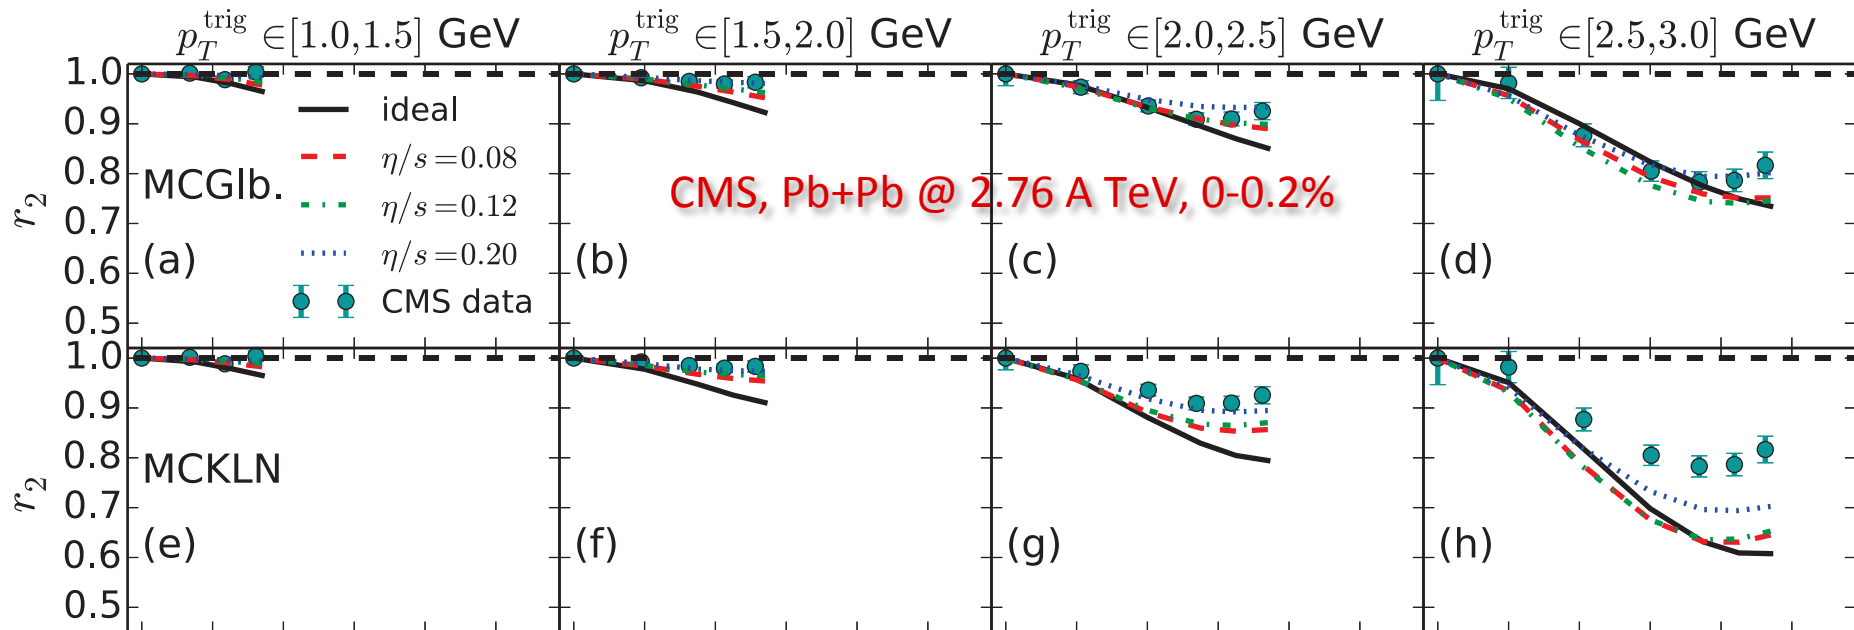 p_T^trig ∈[1.0,1.5] GeV
p_T^trig ∈[1.5,2.0] GeV
p_T^trig ∈[2.0,2.5] GeV
p_T^trig ∈[2.5,3.0] GeV
r_2
1.0
0.9
0.8
0.7
0.6
0.5
ideal
η/s=0.08
η/s=0.12
η/s=0.20
CMS data
MCGlb.
(a)
(b)
(c)
(d)
CMS, Pb+Pb @ 2.76 A TeV, 0-0.2%
r_2
1.0
0.9
0.8
0.7
0.6
0.5
MCKLN
(e)
(f)
(g)
(h)